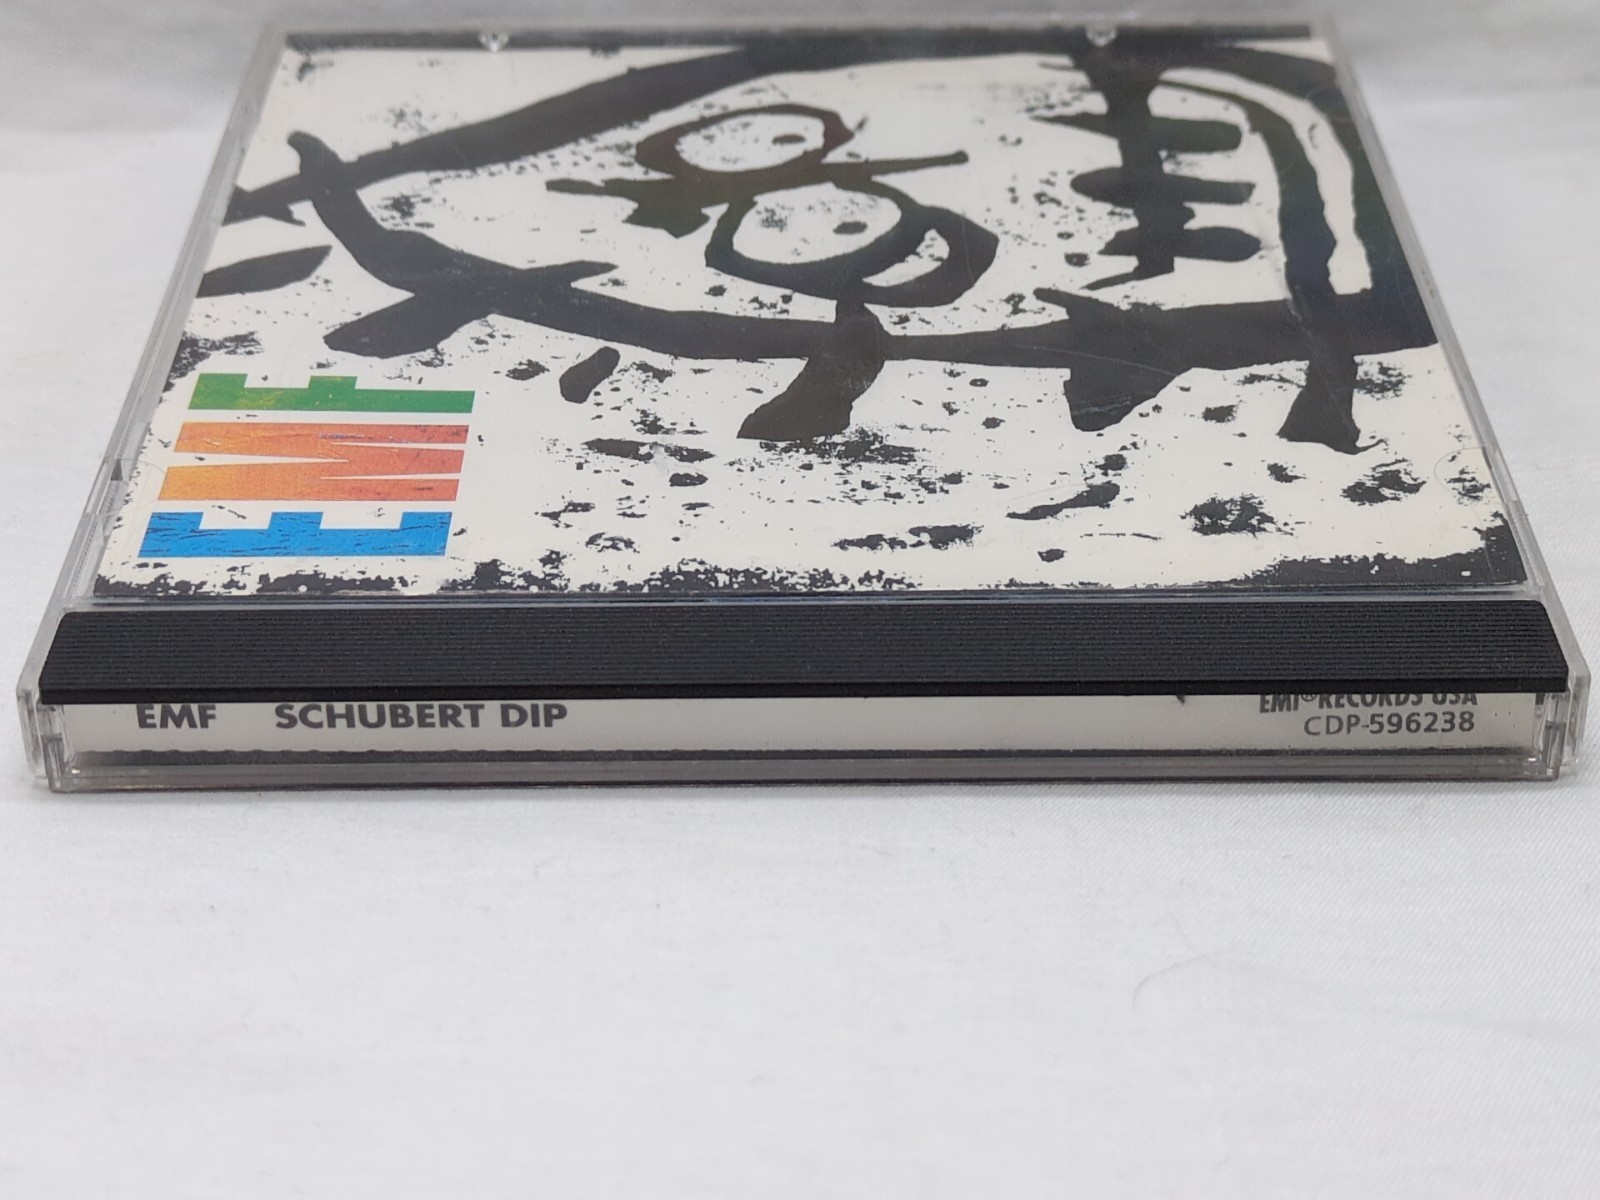 EMF
EMF SCHUBERT DIP
EMI® RECORDS USA
CDP-596238